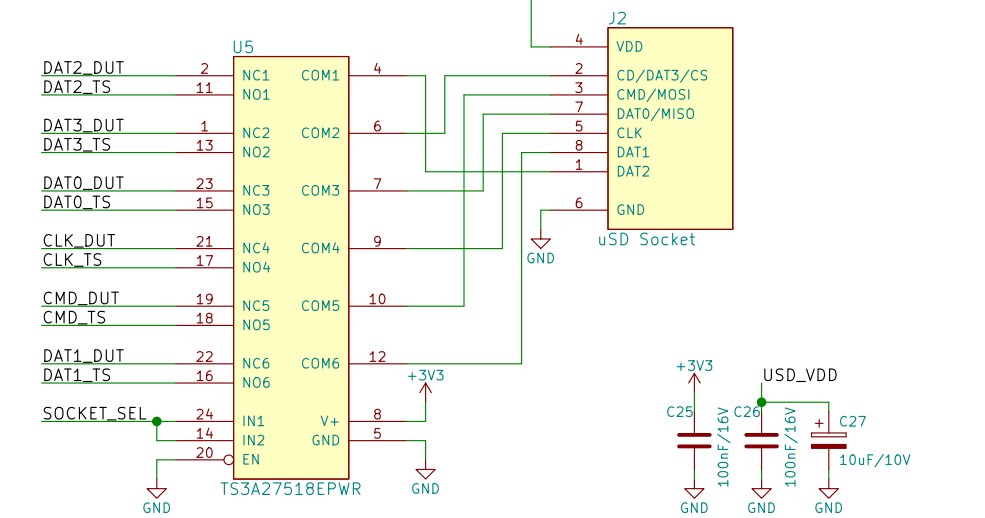 J2
4 VDD
2 CD/DAT3/CS
3 CMD/MOSI
7 DAT0/MISO
5 CLK
8 DAT1
1 DAT2
6 GND
uSD Socket
GND
U5
DAT2_DUT 2 NC1 COM1 4
DAT2_TS 11 NO1
DAT3_DUT 1 NC2 COM2 6
DAT3_TS 13 NO2
DAT0_DUT 23 NC3 COM3 7
DAT0_TS 15 NO3
CLK_DUT 21 NC4 COM4 9
CLK_TS 17 NO4
CMD_DUT 19 NC5 COM5 10
CMD_TS 18 NO5
DAT1_DUT 22 NC6 COM6 12
DAT1_TS 16 NO6
SOCKET_SEL 24 IN1 V+ 8
14 IN2 GND 5
20 EN
TS3A27518EPWR
+3V3
GND
GND
+3V3
C25
100nF/16V
GND
USD_VDD
C26
100nF/16V
GND
+ C27
10uF/10V
GND